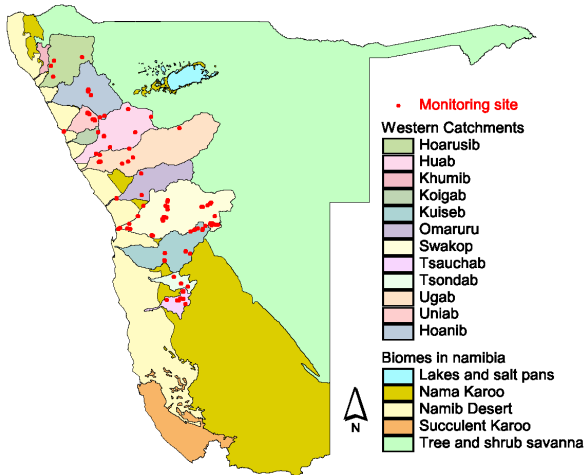 Monitoring site
Western Catchments
Hoarusib
Huab
Khumib
Koigab
Kuiseb
Omaruru
Swakop
Tsauchab
Tsondab
Ugab
Uniab
Hoanib
Biomes in namibia
Lakes and salt pans
Nama Karoo
Namib Desert
Succulent Karoo
Tree and shrub savanna
N